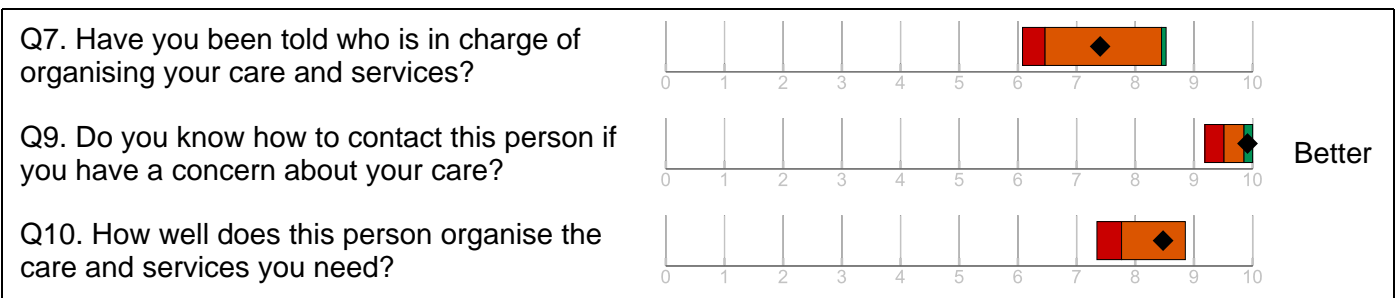 Q7. Have you been told who is in charge of
organising your care and services?
0 1 2 3 4 5 6 7 8 9 10
Q9. Do you know how to contact this person if
you have a concern about your care?
Better
0 1 2 3 4 5 6 7 8 9 10
Q10. How well does this person organise the
care and services you need?
0 1 2 3 4 5 6 7 8 9 10